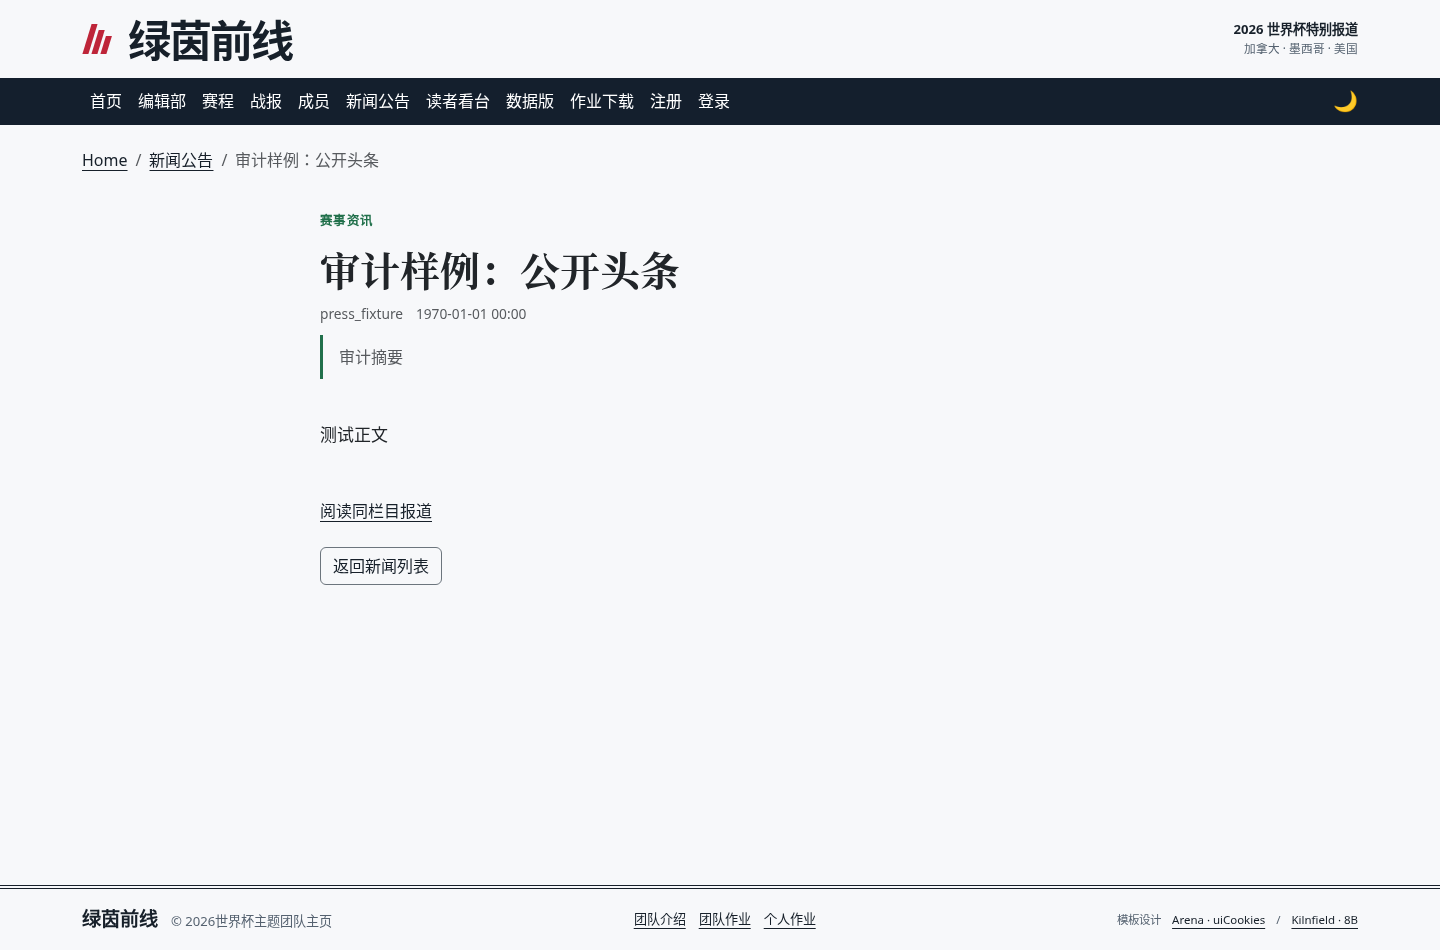 绿茵前线
2026 世界杯特别报道
加拿大 · 墨西哥 · 美国
首页 编辑部 赛程 战报 成员 新闻公告 读者看台 数据版 作业下载 注册 登录
Home / 新闻公告 / 审计样例：公开头条
赛事资讯
审计样例：公开头条
press_fixture 1970-01-01 00:00
审计摘要
测试正文
阅读同栏目报道
返回新闻列表
绿茵前线 © 2026世界杯主题团队主页
团队介绍 团队作业 个人作业
模板设计 Arena · uiCookies / Kilnfield · 8B